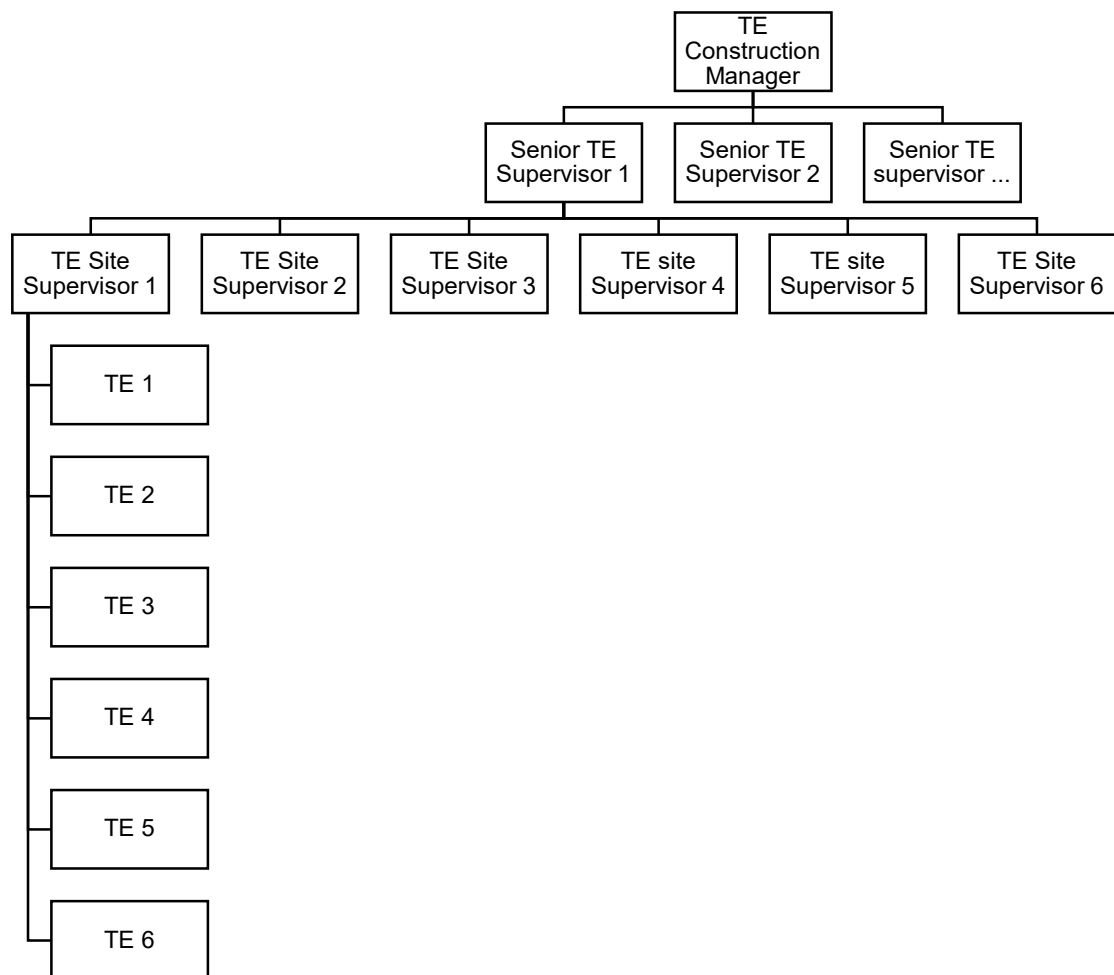 TE
Construction
Manager
Senior TE
Supervisor 1
Senior TE
Supervisor 2
Senior TE
supervisor ...
TE Site
Supervisor 1
TE Site
Supervisor 2
TE Site
Supervisor 3
TE site
Supervisor 4
TE site
Supervisor 5
TE Site
Supervisor 6
TE 1
TE 2
TE 3
TE 4
TE 5
TE 6